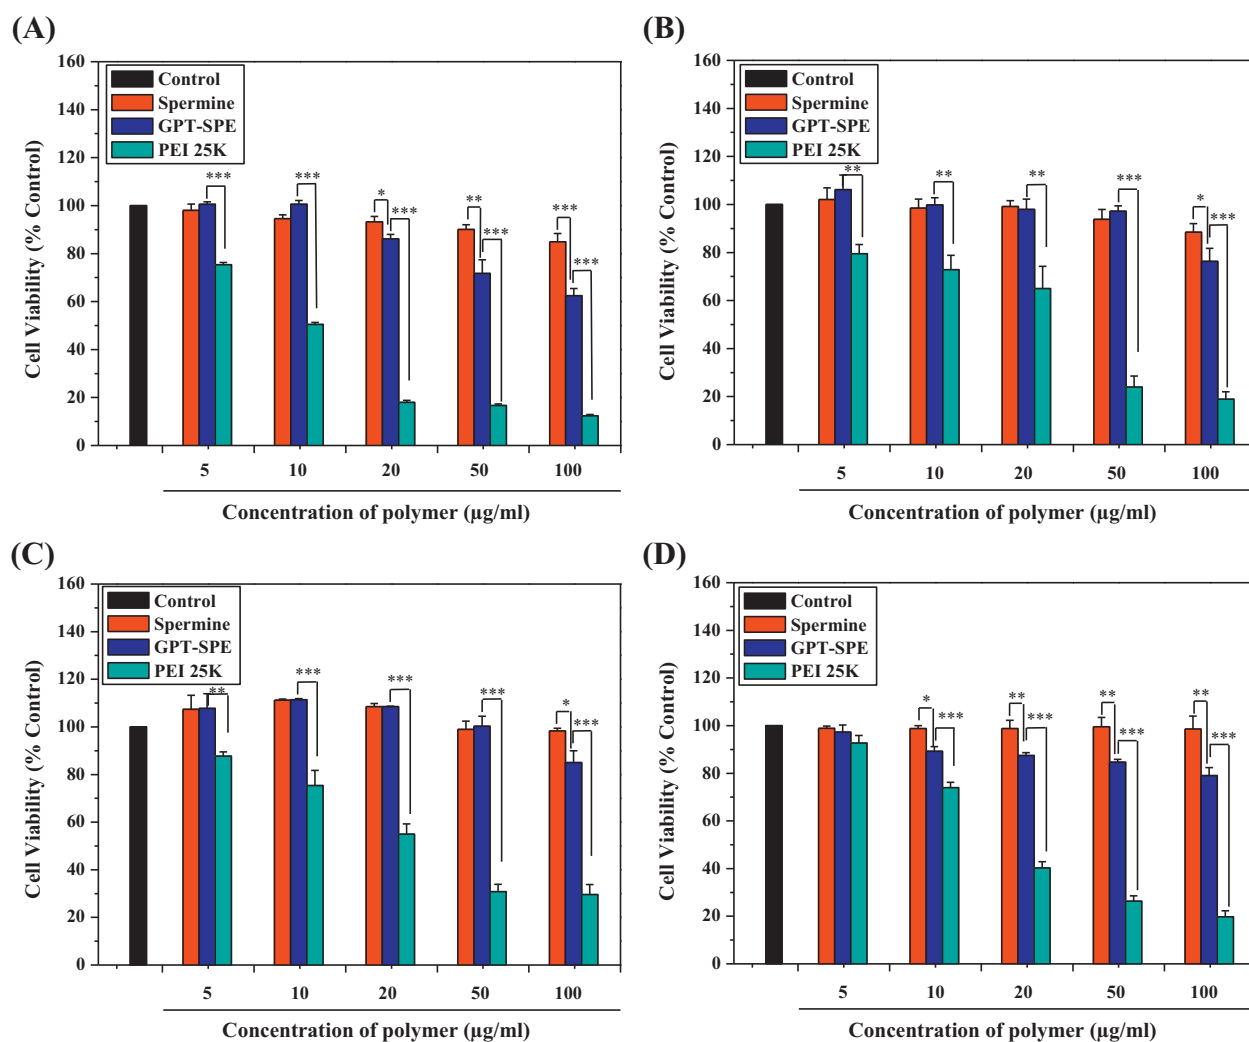 (A)
160
140
120
100
80
60
40
20
0
Cell Viability (% Control)
Control
Spermine
GPT-SPE
PEI 25K
***
***
*
***
**
***
***
***
5 10 20 50 100
Concentration of polymer (µg/ml)
(B)
160
140
120
100
80
60
40
20
0
Cell Viability (% Control)
Control
Spermine
GPT-SPE
PEI 25K
**
**
**
***
*
***
5 10 20 50 100
Concentration of polymer (µg/ml)
(C)
160
140
120
100
80
60
40
20
0
Cell Viability (% Control)
Control
Spermine
GPT-SPE
PEI 25K
**
***
***
***
*
***
5 10 20 50 100
Concentration of polymer (µg/ml)
(D)
160
140
120
100
80
60
40
20
0
Cell Viability (% Control)
Control
Spermine
GPT-SPE
PEI 25K
*
***
**
***
**
***
**
***
5 10 20 50 100
Concentration of polymer (µg/ml)